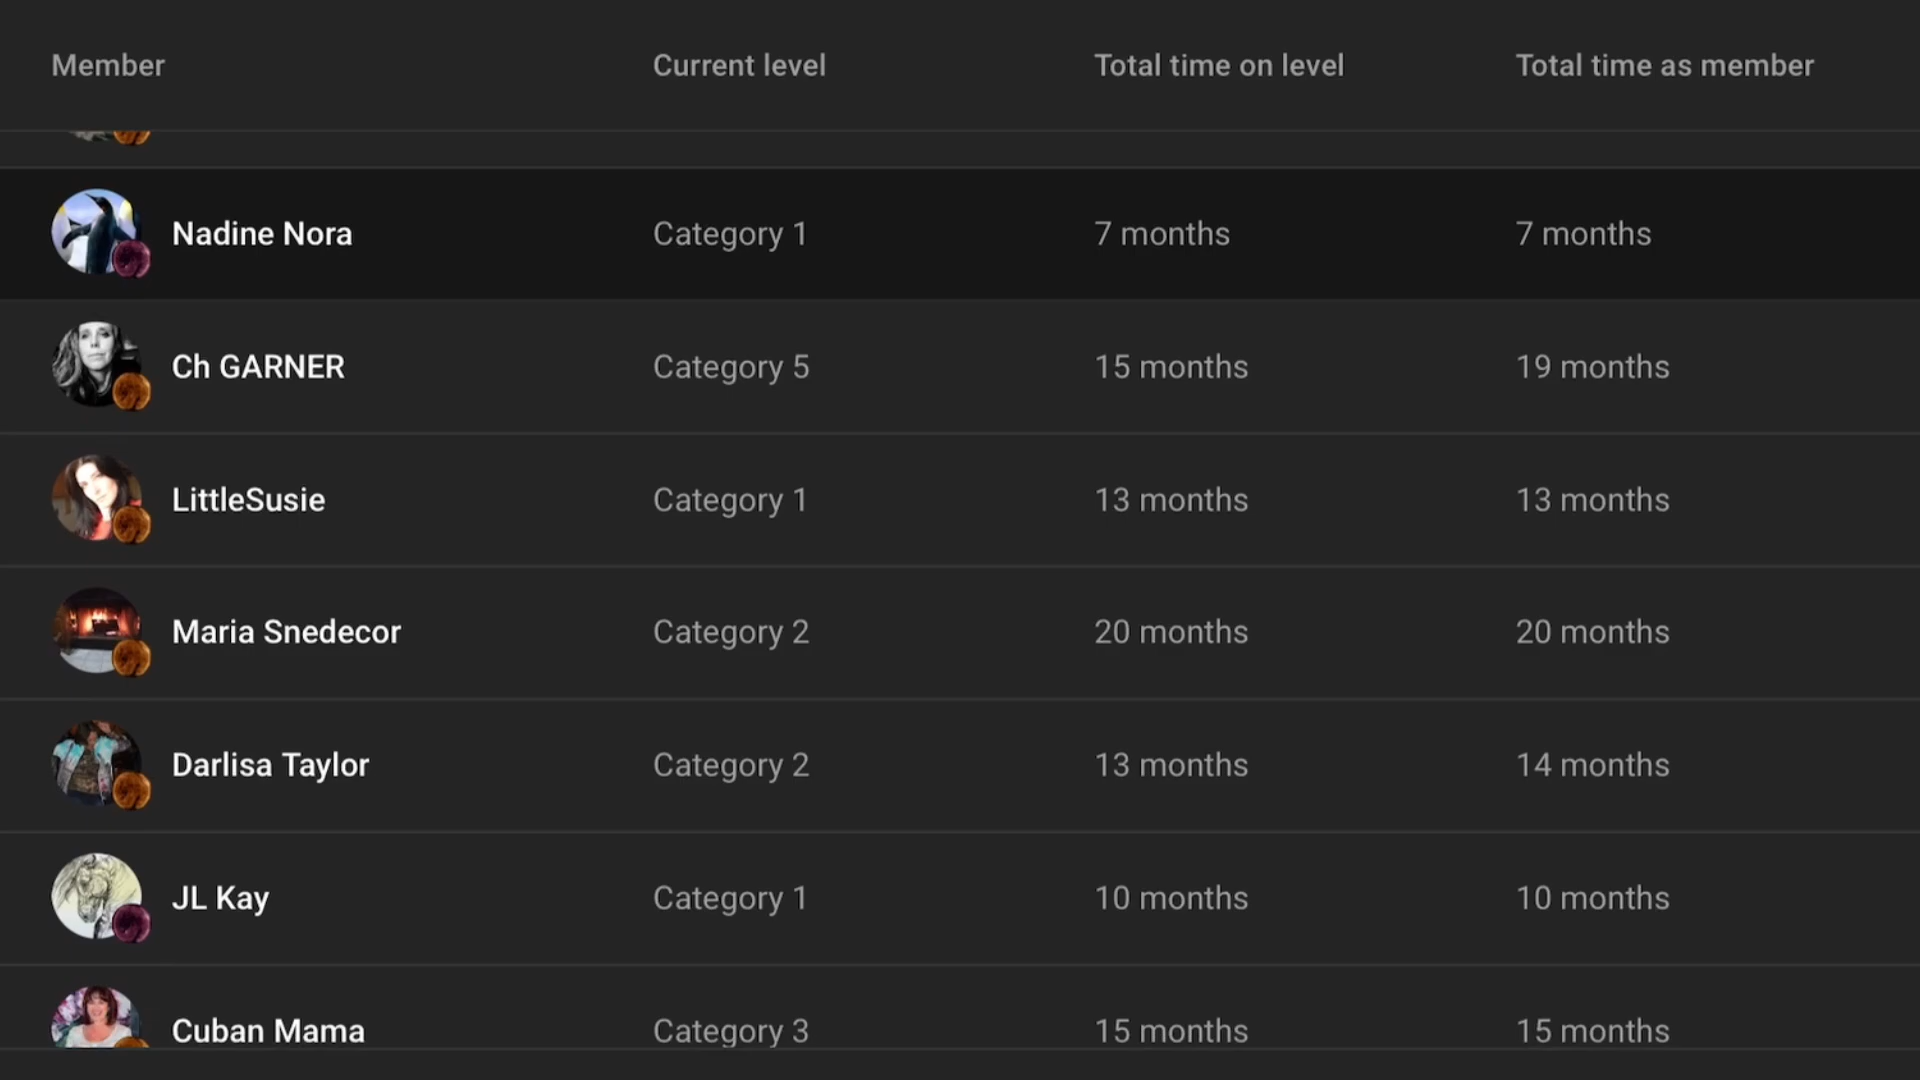 Member Current level Total time on level Total time as member
Nadine Nora Category 1 7 months 7 months
Ch GARNER Category 5 15 months 19 months
LittleSusie Category 1 13 months 13 months
Maria Snedecor Category 2 20 months 20 months
Darlisa Taylor Category 2 13 months 14 months
JL Kay Category 1 10 months 10 months
Cuban Mama Category 3 15 months 15 months